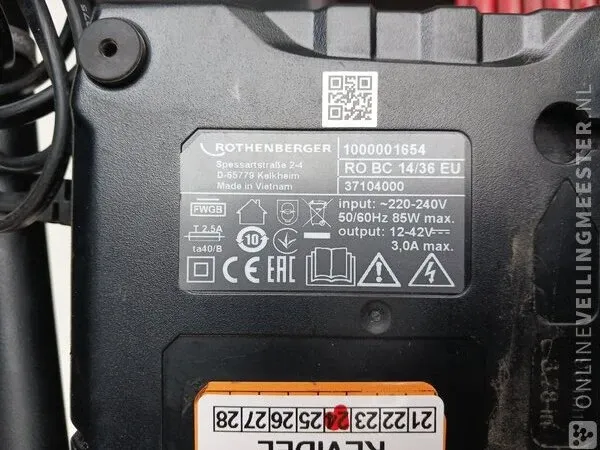 ROTHENBERGER
Spessartstraße 2-4
D-65779 Kelkheim
Made in Vietnam
1000001654
RO BC 14/36 EU
37104000
input: ~220-240V
50/60Hz 85W max.
output: 12-42V
3,0A max.
FWGB
T 2.5A
ta40/B
10
CE EAC
21 22 23 24 25 26 27 28
ONLINEVEILINGMEESTER.NL